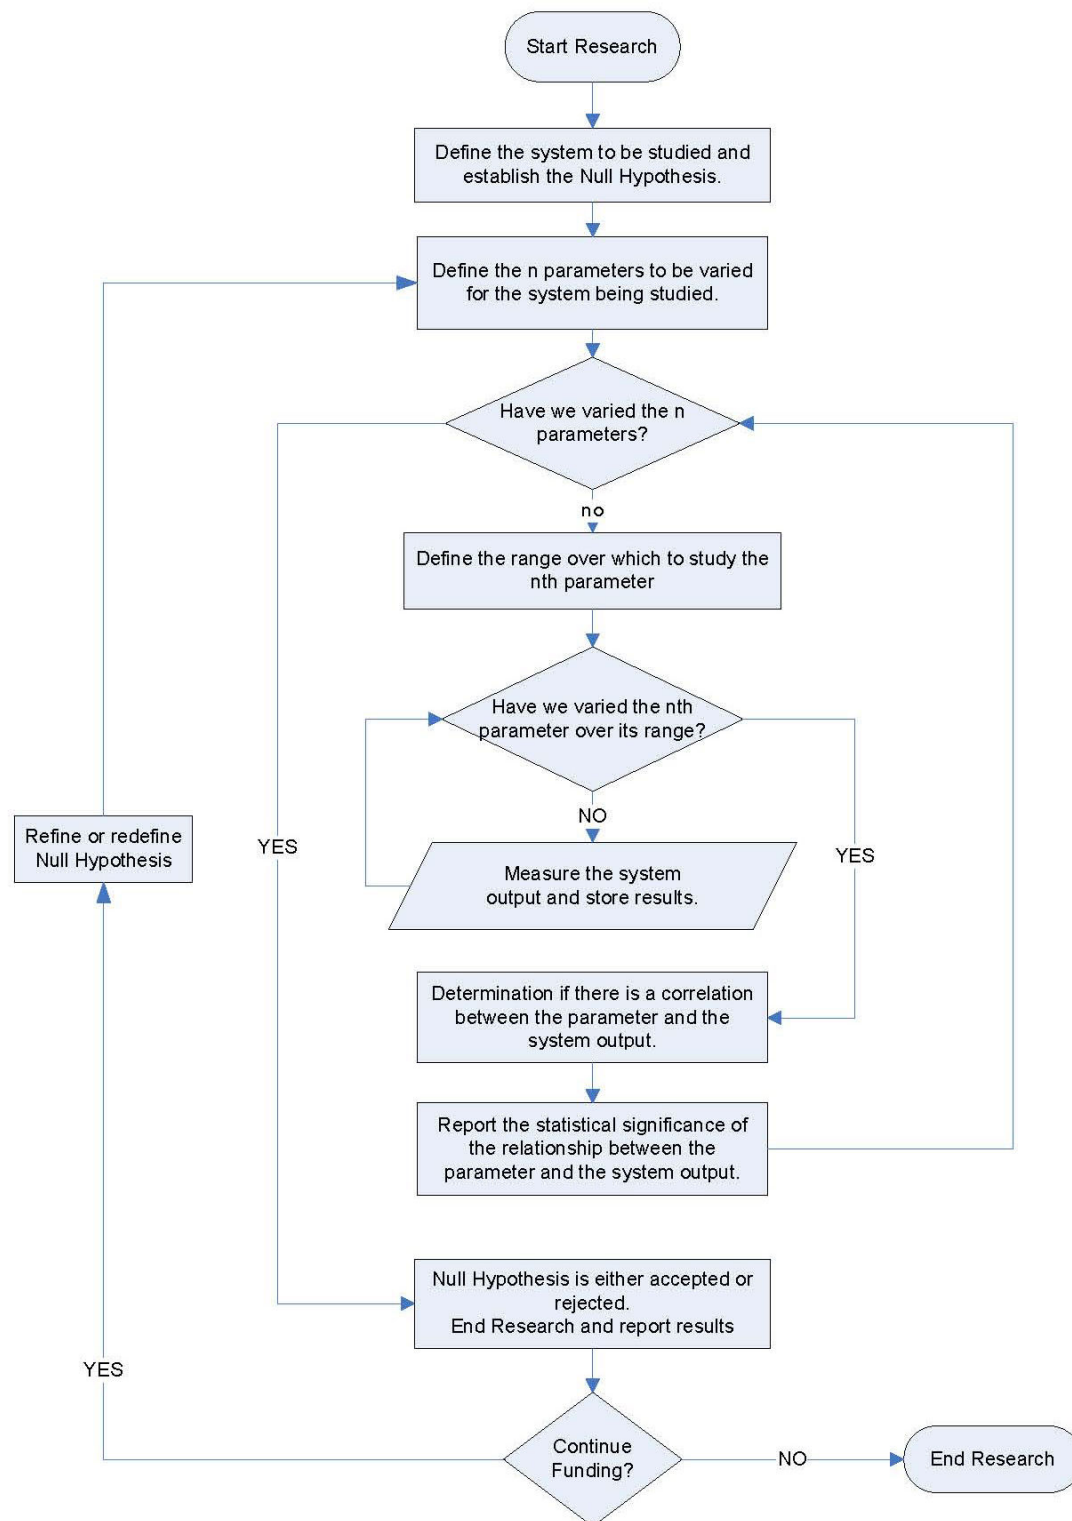 Start Research
Define the system to be studied and
establish the Null Hypothesis.
Define the n parameters to be varied
for the system being studied.
Have we varied the n
parameters?
no
Define the range over which to study the
nth parameter
Have we varied the nth
parameter over its range?
NO
YES
YES
Refine or redefine
Null Hypothesis
Measure the system
output and store results.
Determination if there is a correlation
between the parameter and the
system output.
Report the statistical significance of
the relationship between the
parameter and the system output.
Null Hypothesis is either accepted or
rejected.
End Research and report results
YES
Continue
Funding?
NO
End Research